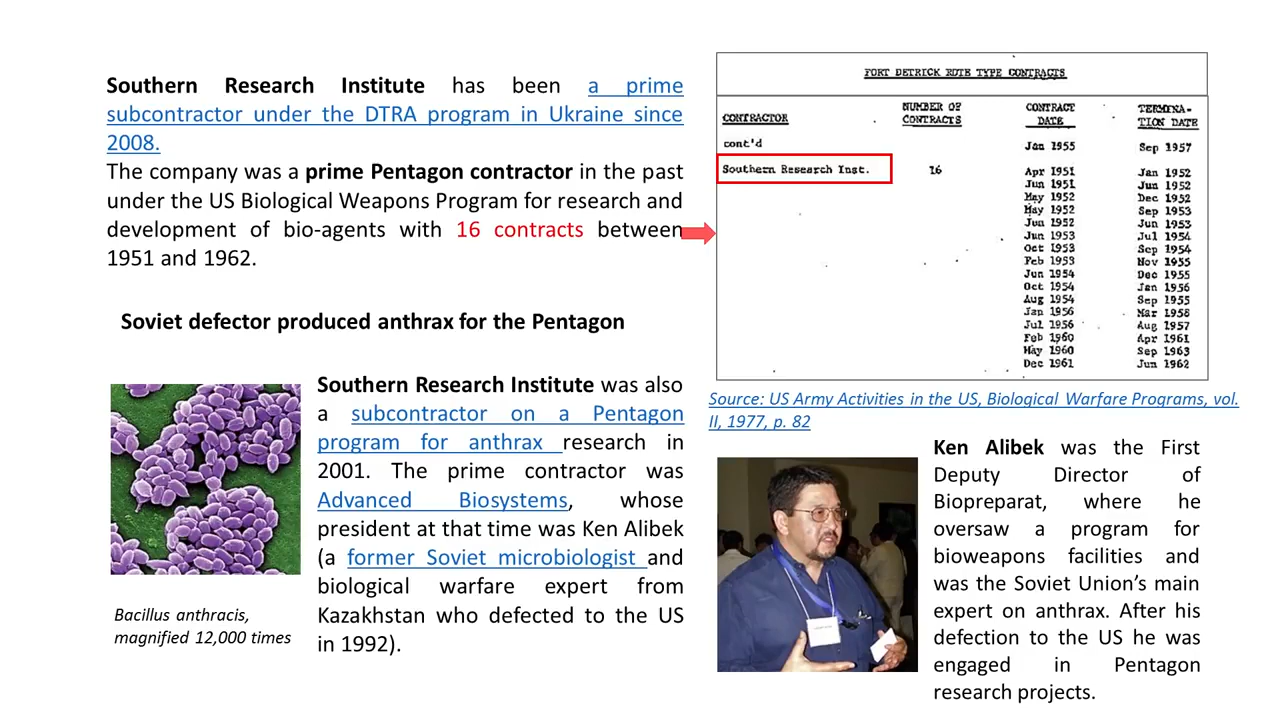 Southern Research Institute has been a prime
subcontractor under the DTRA program in Ukraine since
2008.
The company was a prime Pentagon contractor in the past
under the US Biological Weapons Program for research and
development of bio-agents with 16 contracts between
1951 and 1962.
Soviet defector produced anthrax for the Pentagon
Southern Research Institute was also
a subcontractor on a Pentagon
program for anthrax research in
2001. The prime contractor was
Advanced Biosystems, whose
president at that time was Ken Alibek
(a former Soviet microbiologist and
biological warfare expert from
Kazakhstan who defected to the US
in 1992).
Bacillus anthracis,
magnified 12,000 times
FORT DETRICK RDTE TYPE CONTRACTS
CONTRACTOR NUMBER OF CONTRACTS CONTRACT DATE TERMINA-TION DATE
cont'd Jan 1955 Sep 1957
Southern Research Inst. 16 Apr 1951 Jan 1952
Jun 1951 Jun 1952
May 1952 Dec 1952
May 1952 Sep 1953
Jun 1952 Jun 1953
Jun 1953 Jul 1954
Oct 1953 Sep 1954
Feb 1953 Nov 1955
Jun 1954 Dec 1955
Oct 1954 Jan 1956
Aug 1954 Sep 1955
Jan 1956 Mar 1958
Jul 1956 Aug 1957
Feb 1960 Apr 1961
May 1960 Sep 1963
Dec 1961 Jun 1962
Source: US Army Activities in the US, Biological Warfare Programs, vol.
II, 1977, p. 82
Ken Alibek was the First
Deputy Director of
Biopreparat, where he
oversaw a program for
bioweapons facilities and
was the Soviet Union's main
expert on anthrax. After his
defection to the US he was
engaged in Pentagon
research projects.